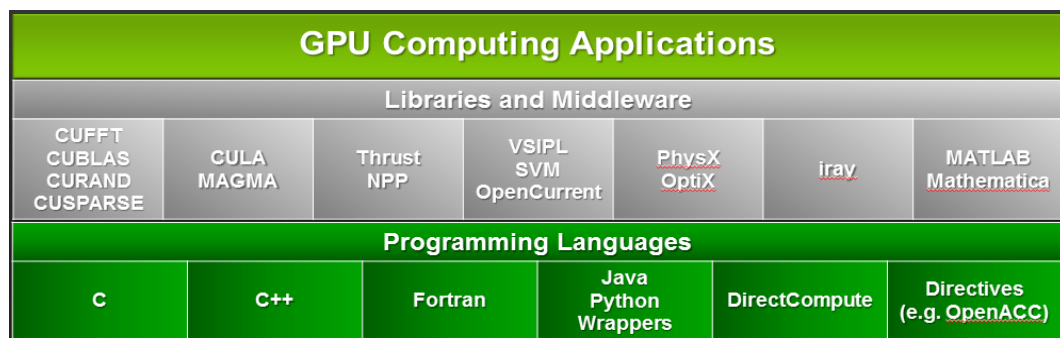 GPU Computing Applications
Libraries and Middleware
CUFFT
CUBLAS
CURAND
CUSPARSE
CULA
MAGMA
Thrust
NPP
VSIPL
SVM
OpenCurrent
PhysX
OptiX
iray
MATLAB
Mathematica
Programming Languages
C
C++
Fortran
Java
Python
Wrappers
DirectCompute
Directives
(e.g. OpenACC)